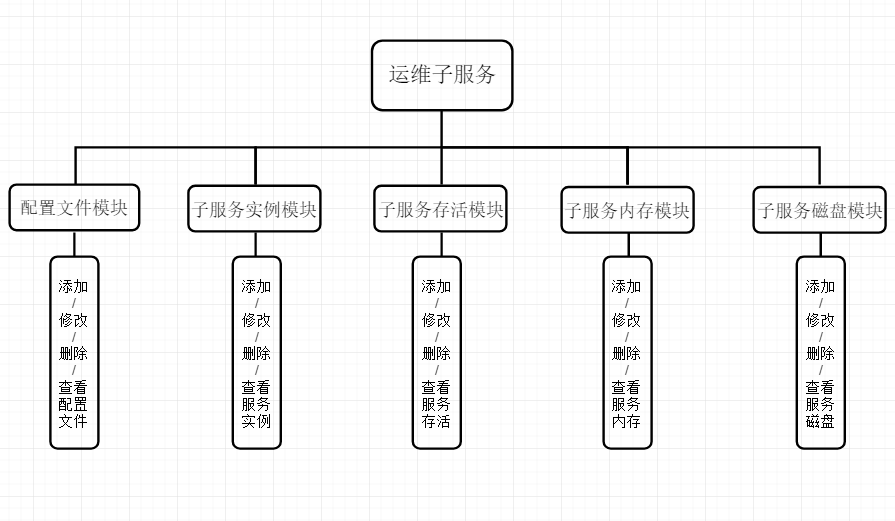 运维子服务
配置文件模块
子服务实例模块
子服务存活模块
子服务内存模块
子服务磁盘模块
添加
/
修改
/
删除
/
查看
配置
文件
添加
/
修改
/
删除
/
查看
服务
实例
添加
/
修改
/
删除
/
查看
服务
存活
添加
/
修改
/
删除
/
查看
服务
内存
添加
/
修改
/
删除
/
查看
服务
磁盘